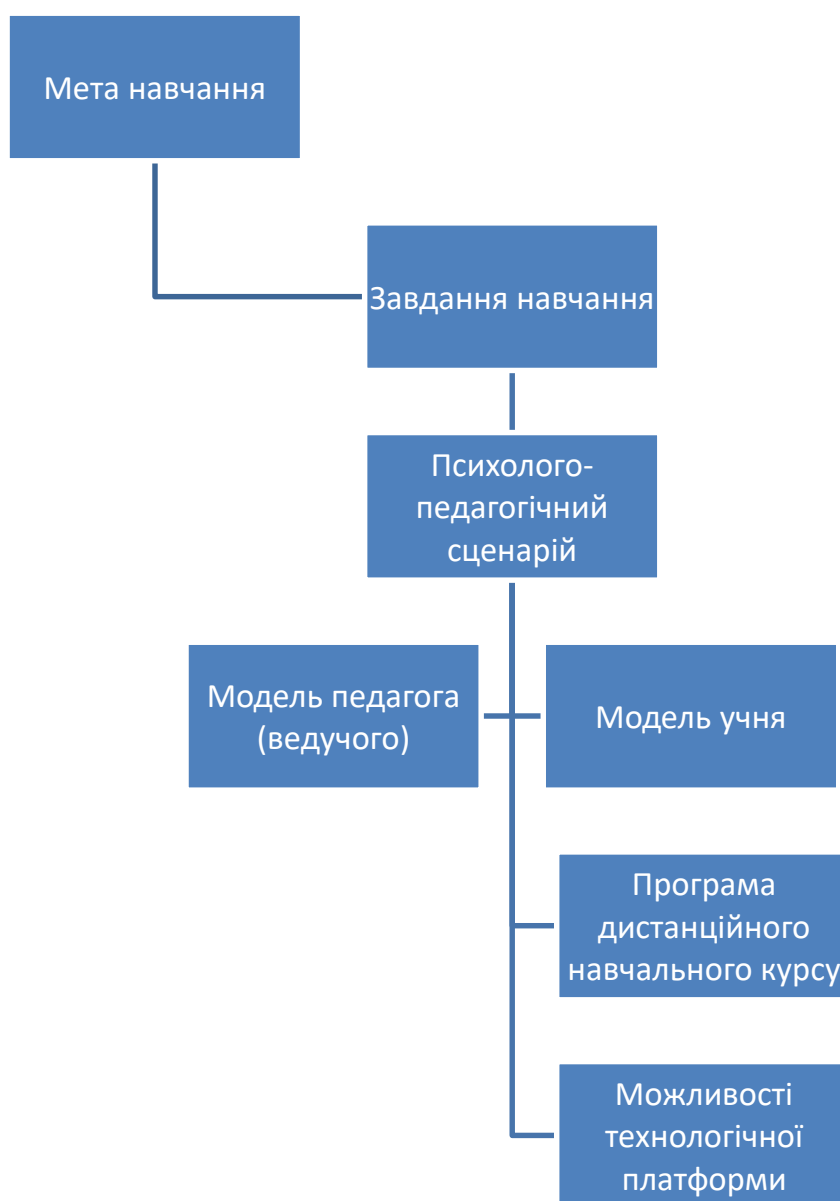 Мета навчання
Завдання навчання
Психолого-
педагогічний
сценарій
Модель педагога
(ведучого)
Модель учня
Програма
дистанційного
навчального курсу
Можливості
технологічної
платформи